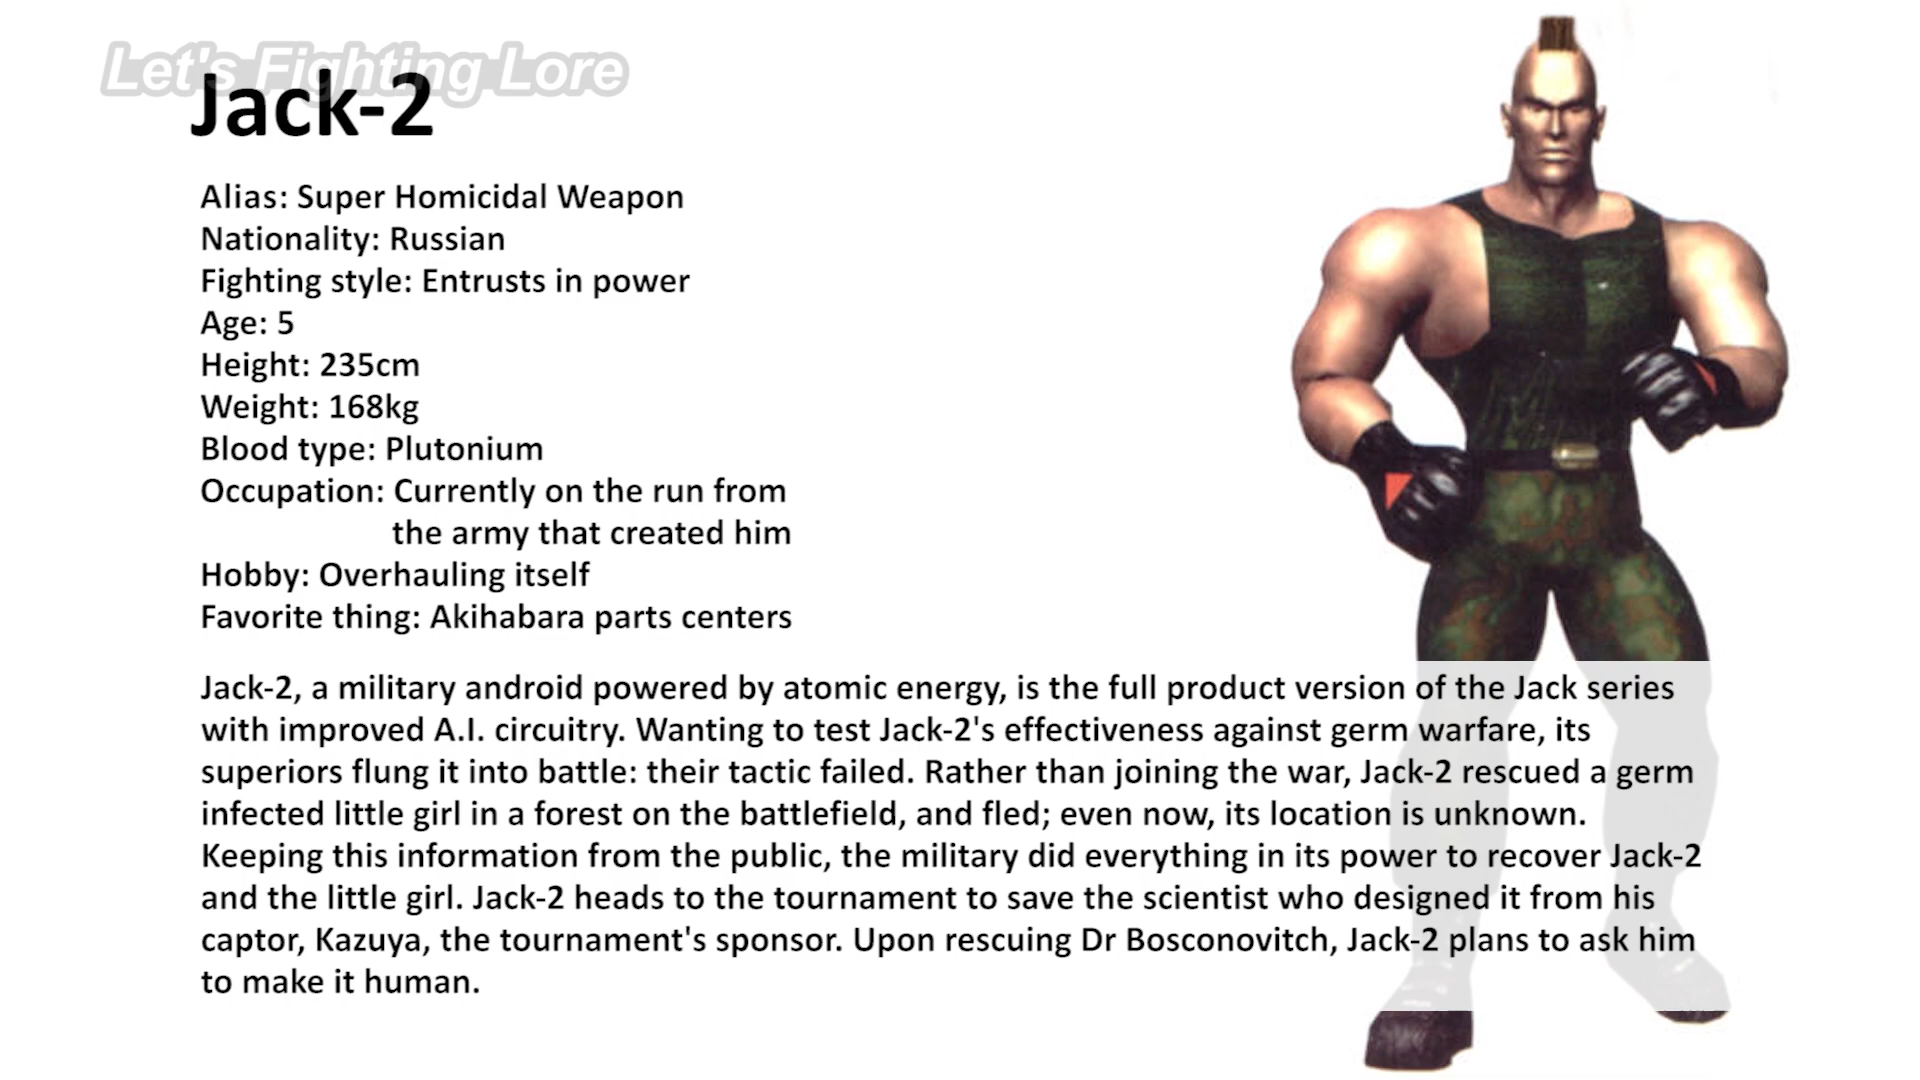 Let's Fighting Lore
Jack-2
Alias: Super Homicidal Weapon
Nationality: Russian
Fighting style: Entrusts in power
Age: 5
Height: 235cm
Weight: 168kg
Blood type: Plutonium
Occupation: Currently on the run from
the army that created him
Hobby: Overhauling itself
Favorite thing: Akihabara parts centers
Jack-2, a military android powered by atomic energy, is the full product version of the Jack series
with improved A.I. circuitry. Wanting to test Jack-2's effectiveness against germ warfare, its
superiors flung it into battle: their tactic failed. Rather than joining the war, Jack-2 rescued a germ
infected little girl in a forest on the battlefield, and fled; even now, its location is unknown.
Keeping this information from the public, the military did everything in its power to recover Jack-2
and the little girl. Jack-2 heads to the tournament to save the scientist who designed it from his
captor, Kazuya, the tournament's sponsor. Upon rescuing Dr Bosconovitch, Jack-2 plans to ask him
to make it human.